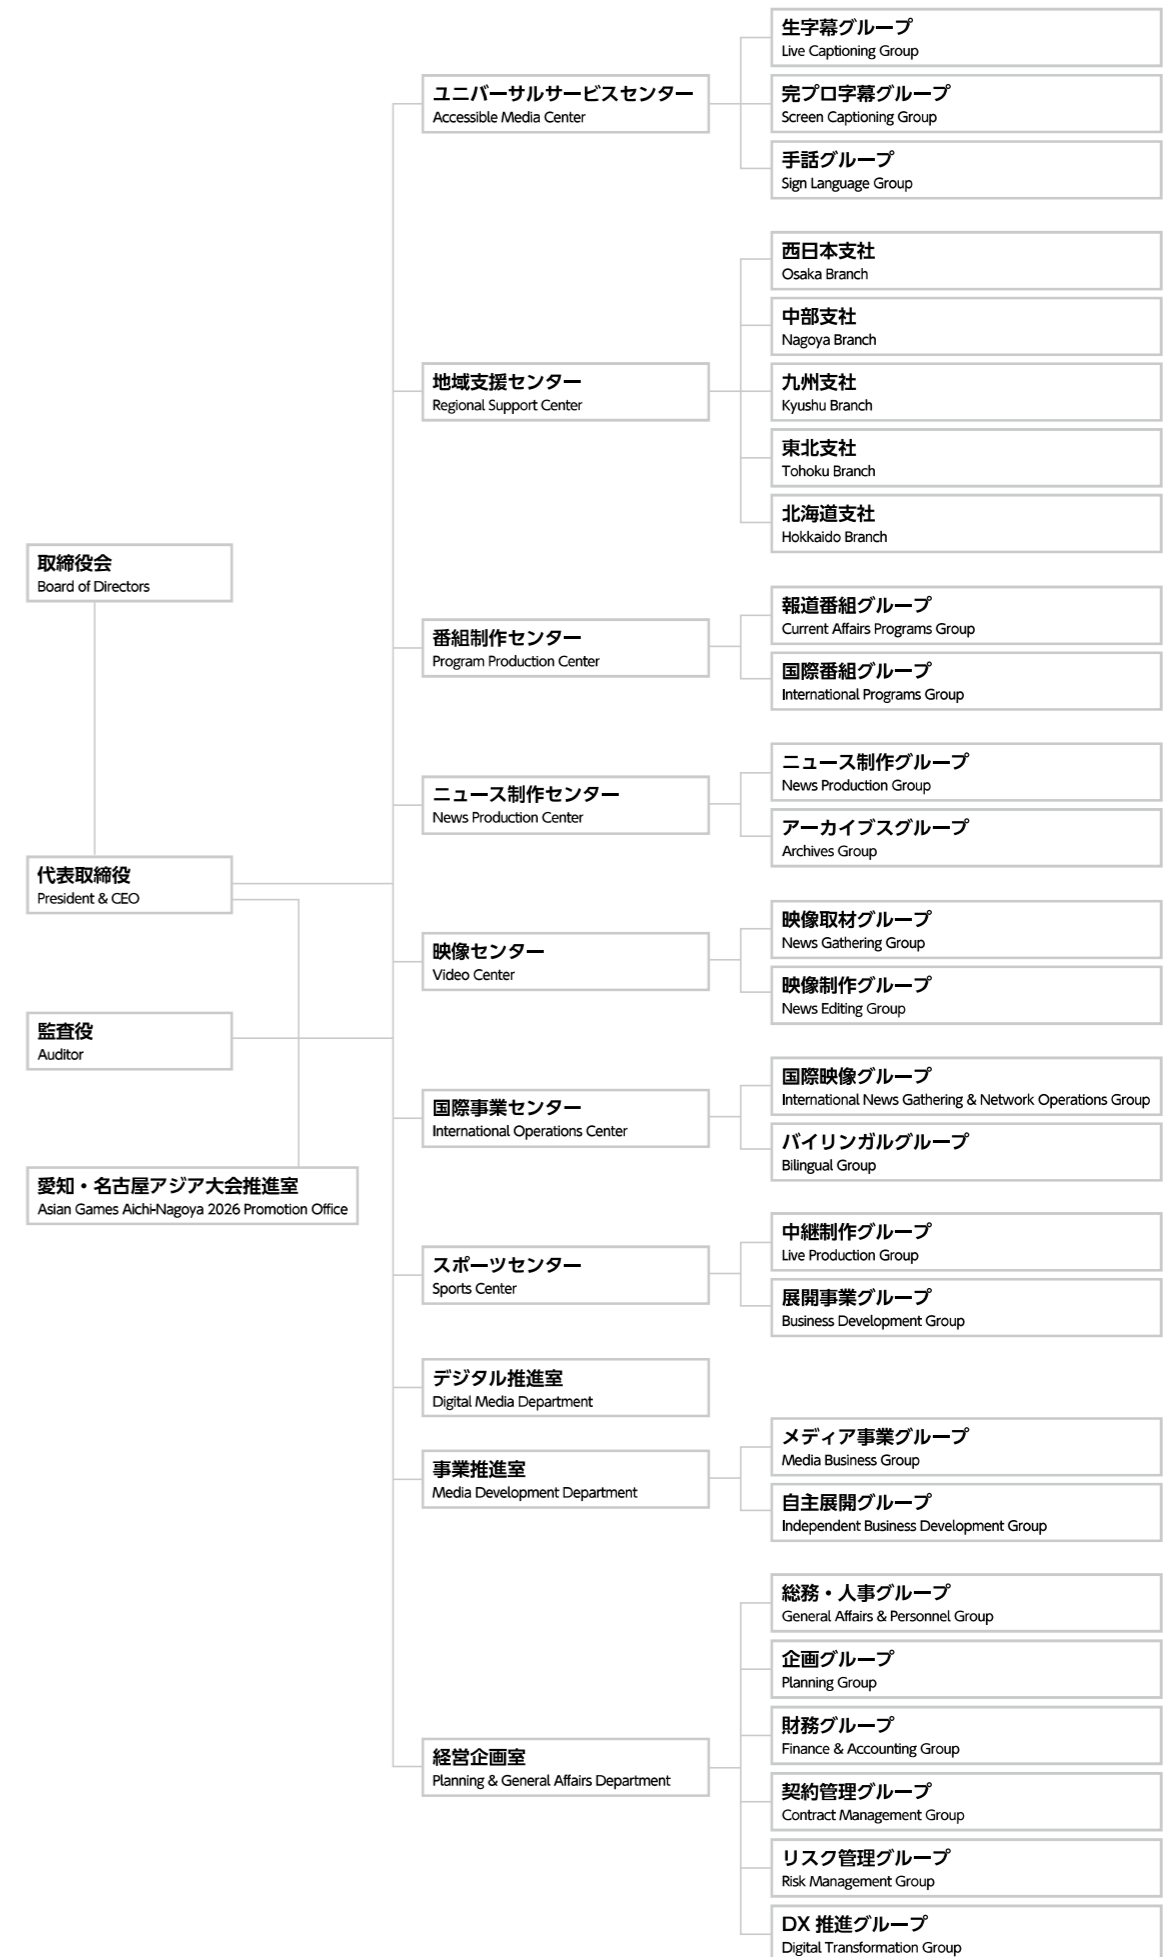 取締役会
Board of Directors
代表取締役
President & CEO
監査役
Auditor
愛知・名古屋アジア大会推進室
Asian Games Aichi-Nagoya 2026 Promotion Office
ユニバーサルサービスセンター
Accessible Media Center
生字幕グループ
Live Captioning Group
完プロ字幕グループ
Screen Captioning Group
手話グループ
Sign Language Group
地域支援センター
Regional Support Center
西日本支社
Osaka Branch
中部支社
Nagoya Branch
九州支社
Kyushu Branch
東北支社
Tohoku Branch
北海道支社
Hokkaido Branch
番組制作センター
Program Production Center
報道番組グループ
Current Affairs Programs Group
国際番組グループ
International Programs Group
ニュース制作センター
News Production Center
ニュース制作グループ
News Production Group
アーカイブスグループ
Archives Group
映像センター
Video Center
映像取材グループ
News Gathering Group
映像制作グループ
News Editing Group
国際事業センター
International Operations Center
国際映像グループ
International News Gathering & Network Operations Group
バイリンガルグループ
Bilingual Group
スポーツセンター
Sports Center
中継制作グループ
Live Production Group
展開事業グループ
Business Development Group
デジタル推進室
Digital Media Department
事業推進室
Media Development Department
メディア事業グループ
Media Business Group
自主展開グループ
Independent Business Development Group
経営企画室
Planning & General Affairs Department
総務・人事グループ
General Affairs & Personnel Group
企画グループ
Planning Group
財務グループ
Finance & Accounting Group
契約管理グループ
Contract Management Group
リスク管理グループ
Risk Management Group
DX 推進グループ
Digital Transformation Group